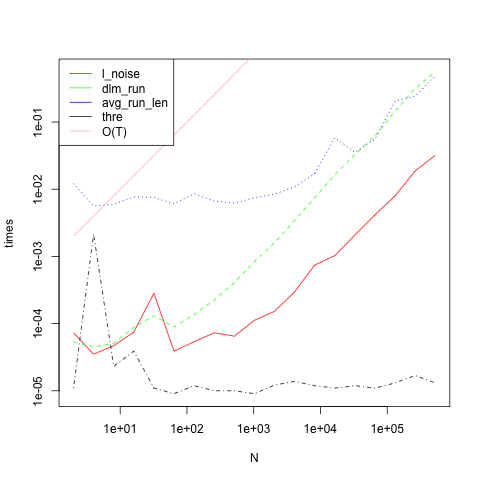 l_noise
dlm_run
avg_run_len
thre
O(T)
1e-01
1e-02
1e-03
1e-04
1e-05
times
1e+01
1e+02
1e+03
1e+04
1e+05
N